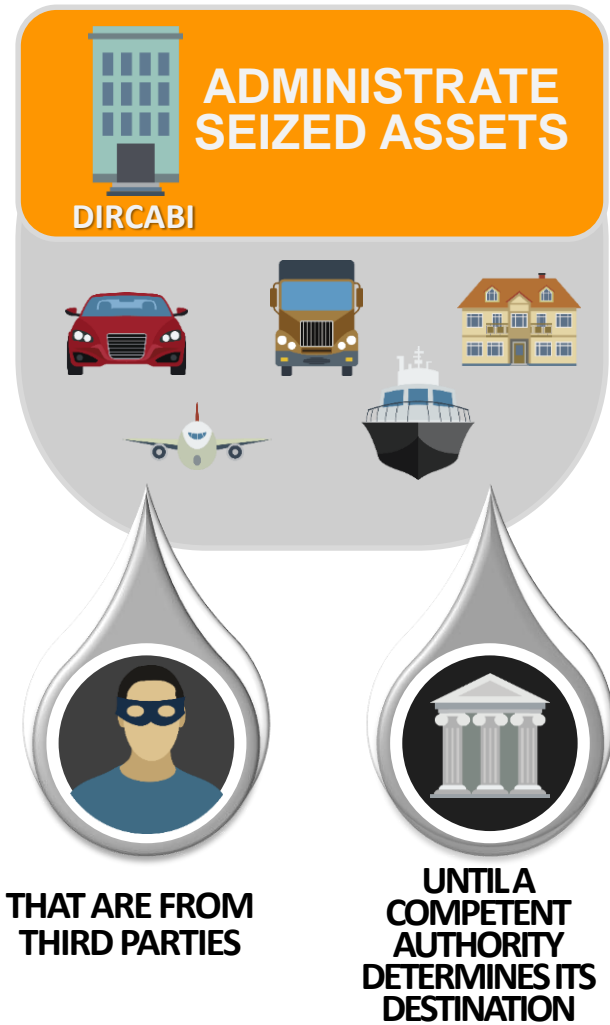 ADMINISTRATE
SEIZED ASSETS
DIRCABI
THAT ARE FROM
THIRD PARTIES
UNTIL A
COMPETENT
AUTHORITY
DETERMINES ITS
DESTINATION